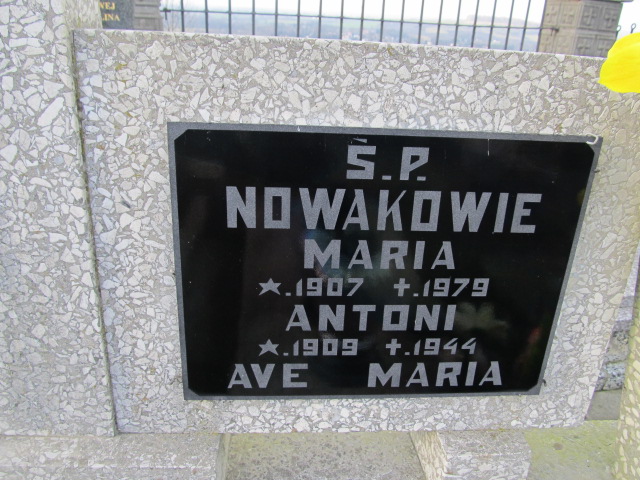 Ś.P.
NOWAKOWIE
MARIA
★.1907 +.1979
ANTONI
★.1909 +.1944
AVE MARIA